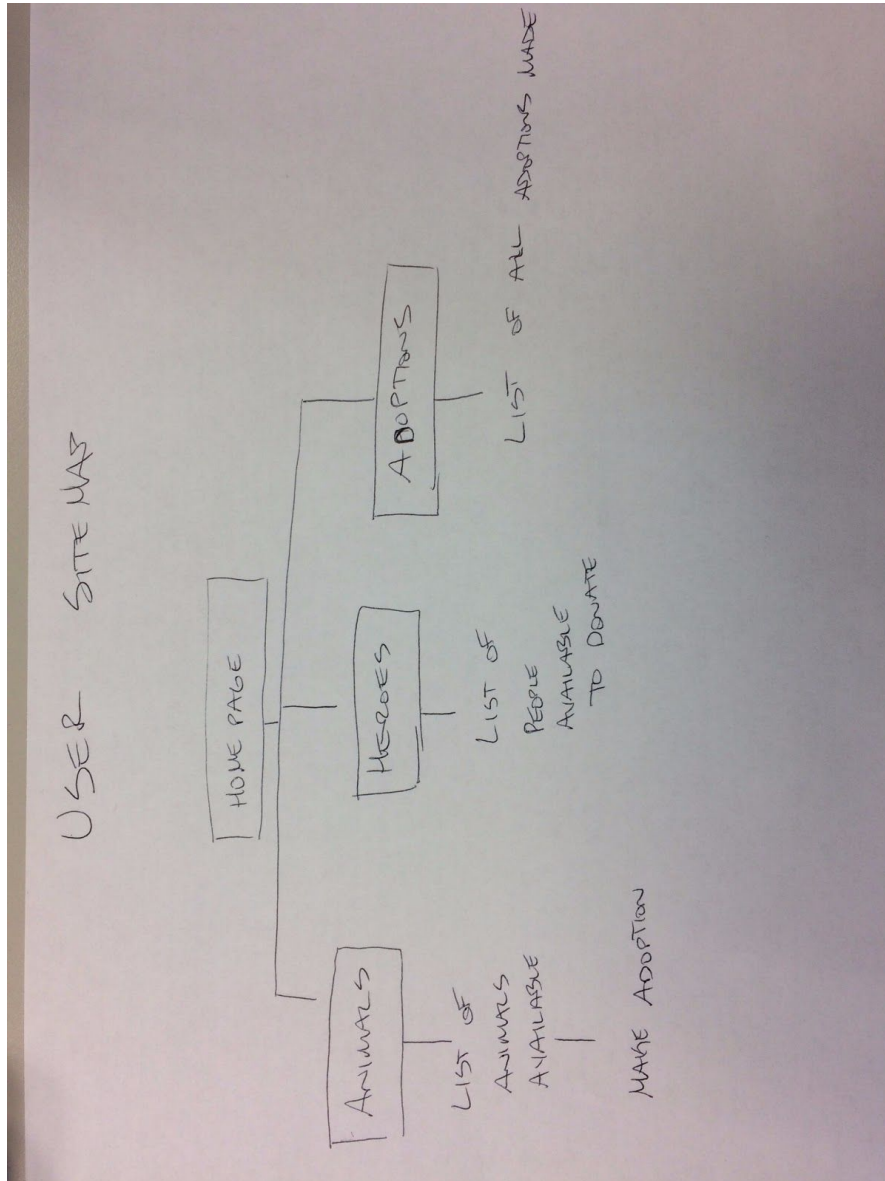 USER SITE MAP
HOME PAGE
ANIMALS
HEROES
ADOPTIONS
LIST OF
ANIMALS
AVAILABLE
MAKE ADOPTION
LIST OF
PEOPLE
AVAILABLE
TO DONATE
LIST OF ALL ADOPTIONS MADE